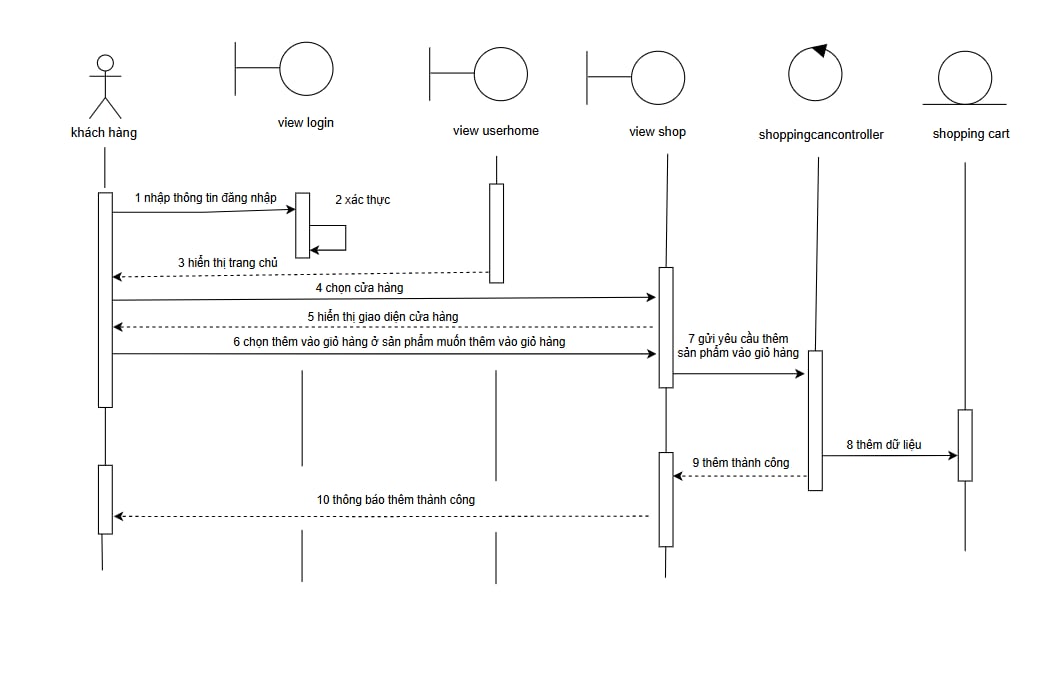 khách hàng
view login
view userhome
view shop
shoppingcancontroller
shopping cart
1 nhập thông tin đăng nhập
2 xác thực
3 hiển thị trang chủ
4 chọn cửa hàng
5 hiển thị giao diện cửa hàng
6 chọn thêm vào giỏ hàng ở sản phẩm muốn thêm vào giỏ hàng
7 gửi yêu cầu thêm
sản phẩm vào giỏ hàng
8 thêm dữ liệu
9 thêm thành công
10 thông báo thêm thành công